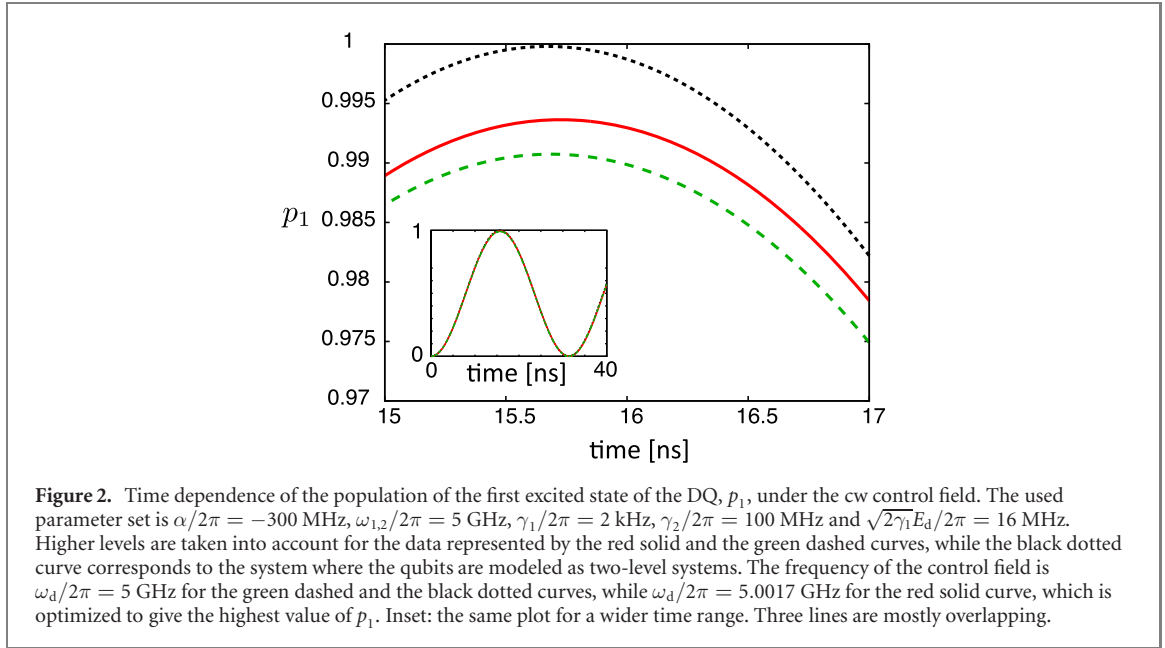 1
0.995
0.99
0.985
0.98
0.975
0.97
p₁
1
0
0
40
time [ns]
15
15.5
16
16.5
17
time [ns]
Figure 2. Time dependence of the population of the first excited state of the DQ, p₁, under the cw control field. The used
parameter set is α/2π = −300 MHz, ω₁,₂/2π = 5 GHz, γ₁/2π = 2 kHz, γ₂/2π = 100 MHz and √2γ₁E_d/2π = 16 MHz.
Higher levels are taken into account for the data represented by the red solid and the green dashed curves, while the black dotted
curve corresponds to the system where the qubits are modeled as two-level systems. The frequency of the control field is
ω_d/2π = 5 GHz for the green dashed and the black dotted curves, while ω_d/2π = 5.0017 GHz for the red solid curve, which is
optimized to give the highest value of p₁. Inset: the same plot for a wider time range. Three lines are mostly overlapping.